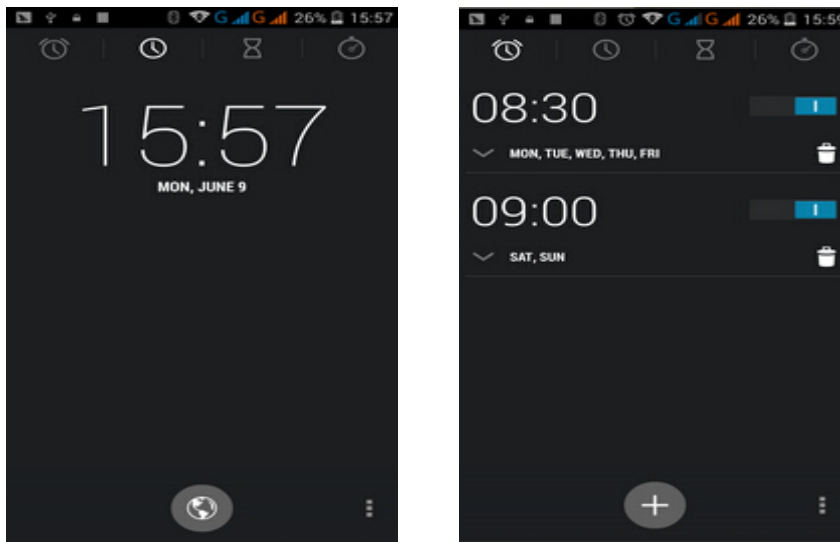 G G 26% 15:57
15:57
MON, JUNE 9
G G 26% 15:59
08:30
MON, TUE, WED, THU, FRI
09:00
SAT, SUN